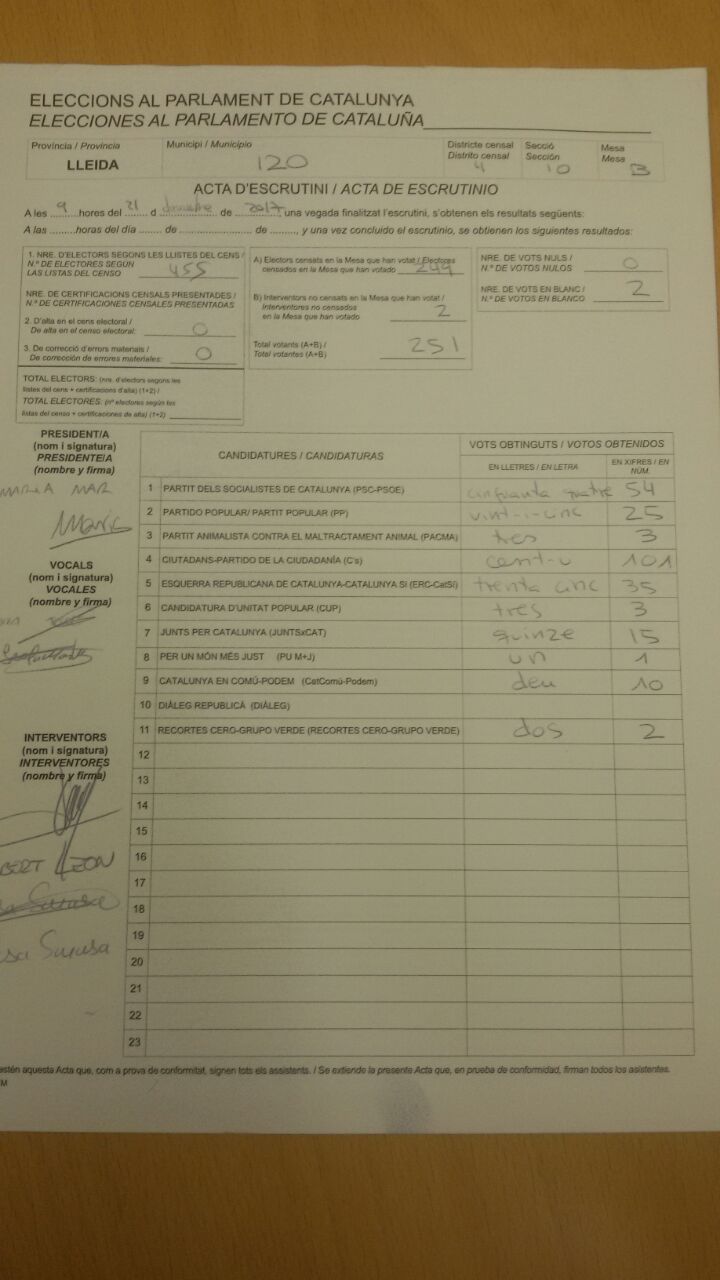 ELECCIONS AL PARLAMENT DE CATALUNYA
ELECCIONES AL PARLAMENTO DE CATALUÑA
Província / Provincia Municipi / Municipio Districte censal Secció Mesa
Distrito censal Sección Mesa
LLEIDA 120 4 10 B
ACTA D'ESCRUTINI / ACTA DE ESCRUTINIO
A les 9 hores del 21 d de 2017 una vegada finalitzat l'escrutini, s'obtenen els resultats següents:
A las ......... horas del día ....... de ................... de ........, y una vez concluido el escrutinio, se obtienen los siguientes resultados:
1. NRE. D'ELECTORS SEGONS LES LLISTES DEL CENS /
N.º DE ELECTORES SEGÚN
LAS LISTAS DEL CENSO 455
NRE. DE CERTIFICACIONS CENSALS PRESENTADES /
N.º DE CERTIFICACIONES CENSALES PRESENTADAS
2. D'alta en el cens electoral /
De alta en el censo electoral: 0
3. De correcció d'errors materials /
De corrección de errores materiales: 0
TOTAL ELECTORS: (nre. d'electors segons les
llistes del cens + certificacions d'alta) (1+2) /
TOTAL ELECTORES: (nº electores según las
listas del censo + certificaciones de alta) (1+2)
A) Electors censats en la Mesa que han votat / Electores
censados en la Mesa que han votado 249
B) Interventors no censats en la Mesa que han votat /
Interventores no censados
en la Mesa que han votado 2
Total votants (A+B) /
Total votantes (A+B) 251
NRE. DE VOTS NULS /
N.º DE VOTOS NULOS 0
NRE. DE VOTS EN BLANC /
N.º DE VOTOS EN BLANCO 2
PRESIDENT/A
(nom i signatura)
PRESIDENTE/A
(nombre y firma)
MARIA MAR
VOCALS
(nom i signatura)
VOCALES
(nombre y firma)
INTERVENTORS
(nom i signatura)
INTERVENTORES
(nombre y firma)
CANDIDATURES / CANDIDATURAS VOTS OBTINGUTS / VOTOS OBTENIDOS
EN LLETRES / EN LETRA EN XIFRES / EN NÚM.
1 PARTIT DELS SOCIALISTES DE CATALUNYA (PSC-PSOE) cinquanta quatre 54
2 PARTIDO POPULAR/ PARTIT POPULAR (PP) vint-i-cinc 25
3 PARTIT ANIMALISTA CONTRA EL MALTRACTAMENT ANIMAL (PACMA) tres 3
4 CIUTADANS-PARTIDO DE LA CIUDADANÍA (C's) cent-u 101
5 ESQUERRA REPUBLICANA DE CATALUNYA-CATALUNYA SÍ (ERC-CatSí) trenta cinc 35
6 CANDIDATURA D'UNITAT POPULAR (CUP) tres 3
7 JUNTS PER CATALUNYA (JUNTSxCAT) quinze 15
8 PER UN MÓN MÉS JUST (PU M+J) un 1
9 CATALUNYA EN COMÚ-PODEM (CatComú-Podem) deu 10
10 DIÀLEG REPUBLICÀ (DIÀLEG)
11 RECORTES CERO-GRUPO VERDE (RECORTES CERO-GRUPO VERDE) dos 2
12
13
14
15
16
17
18
19
20
21
22
23
estén aquesta Acta que, com a prova de conformitat, signen tots els assistents. / Se extiende la presente Acta que, en prueba de conformidad, firman todos los asistentes.